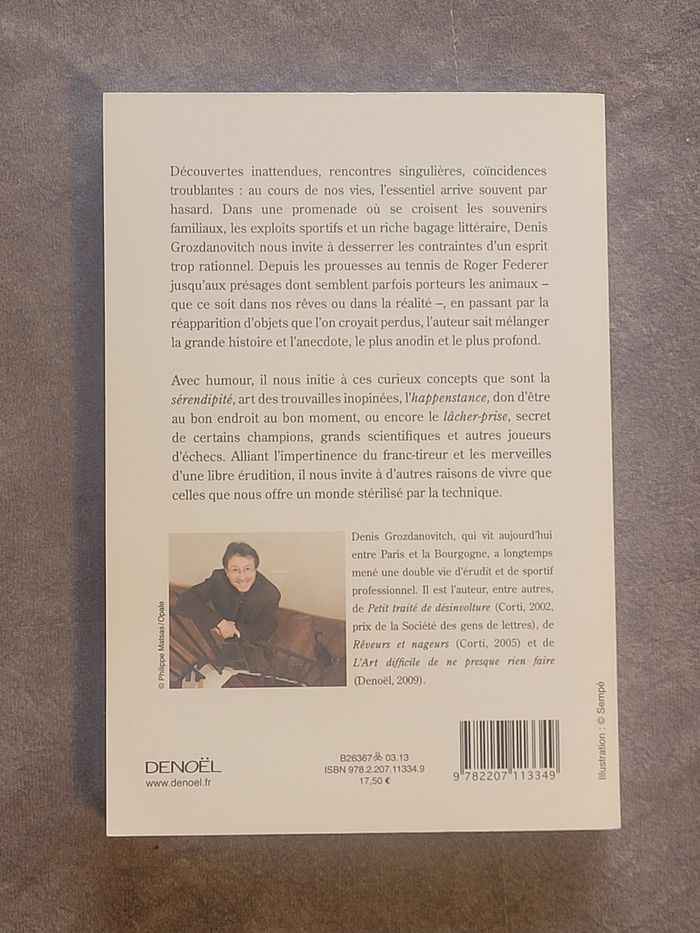 Découvertes inattendues, rencontres singulières, coïncidences
troublantes : au cours de nos vies, l'essentiel arrive souvent par
hasard. Dans une promenade où se croisent les souvenirs
familiaux, les exploits sportifs et un riche bagage littéraire, Denis
Grozdanovitch nous invite à desserrer les contraintes d'un esprit
trop rationnel. Depuis les prouesses au tennis de Roger Federer
jusqu'aux présages dont semblent parfois porteurs les animaux –
que ce soit dans nos rêves ou dans la réalité –, en passant par la
réapparition d'objets que l'on croyait perdus, l'auteur sait mélanger
la grande histoire et l'anecdote, le plus anodin et le plus profond.
Avec humour, il nous initie à ces curieux concepts que sont la
sérendipité, art des trouvailles inopinées, l'happenstance, don d'être
au bon endroit au bon moment, ou encore le lâcher-prise, secret
de certains champions, grands scientifiques et autres joueurs
d'échecs. Alliant l'impertinence du franc-tireur et les merveilles
d'une libre érudition, il nous invite à d'autres raisons de vivre que
celles que nous offre un monde stérilisé par la technique.
© Philippe Matsas/Opale
Denis Grozdanovitch, qui vit aujourd'hui
entre Paris et la Bourgogne, a longtemps
mené une double vie d'érudit et de sportif
professionnel. Il est l'auteur, entre autres,
de Petit traité de désinvolture (Corti, 2002,
prix de la Société des gens de lettres), de
Rêveurs et nageurs (Corti, 2005) et de
L'Art difficile de ne presque rien faire
(Denoël, 2009).
Illustration : © Sempé
DENOËL
www.denoel.fr
B26367 03.13
ISBN 978.2.207.11334.9
17,50 €
9 782207 113349